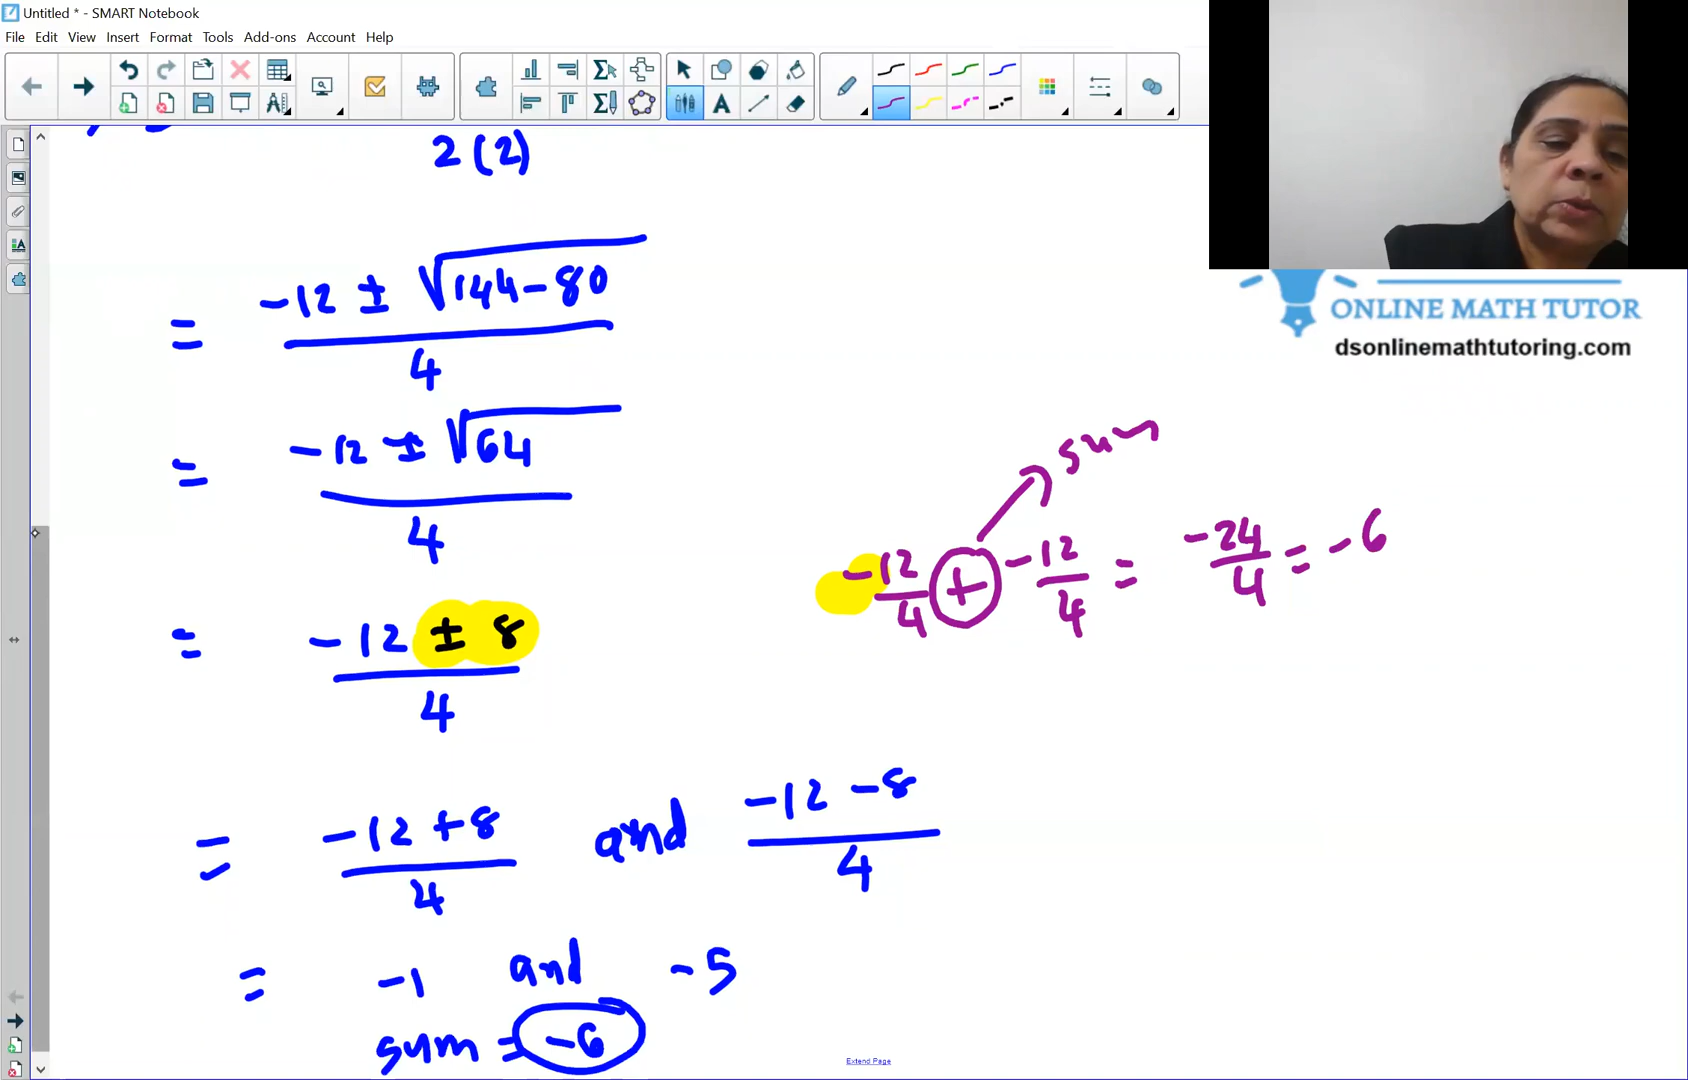 Untitled * - SMART Notebook
File Edit View Insert Format Tools Add-ons Account Help
2 (2)
= -12 ± √144-80
4
= -12 ± √64
4
= -12 ± 8
4
= -12 +8 and -12 -8
4 4
= -1 and -5
sum = -6
sum
-12/4 + -12/4 = -24/4 = -6
ONLINE MATH TUTOR
dsonlinemathtutoring.com
Extend Page